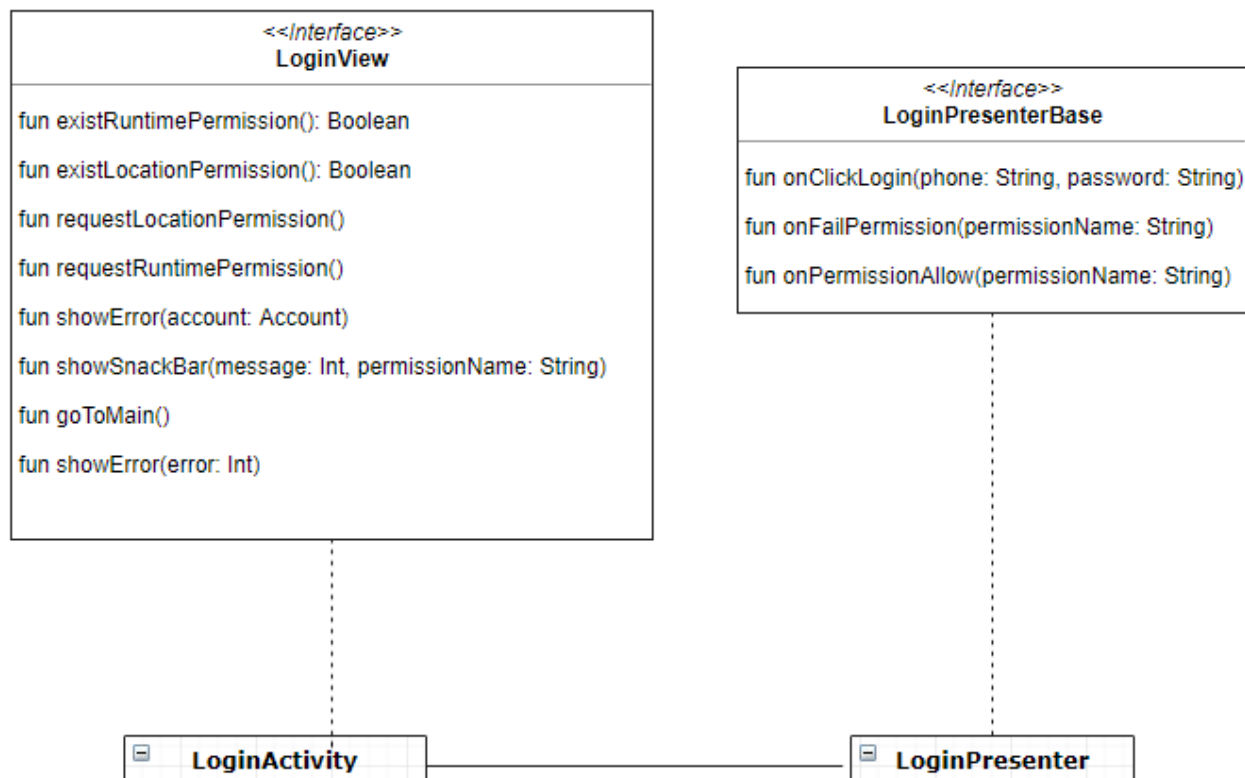 <<Interface>>
LoginView
fun existRuntimePermission(): Boolean
fun existLocationPermission(): Boolean
fun requestLocationPermission()
fun requestRuntimePermission()
fun showError(account: Account)
fun showSnackBar(message: Int, permissionName: String)
fun goToMain()
fun showError(error: Int)
<<Interface>>
LoginPresenterBase
fun onClickLogin(phone: String, password: String)
fun onFailPermission(permissionName: String)
fun onPermissionAllow(permissionName: String)
LoginActivity
LoginPresenter